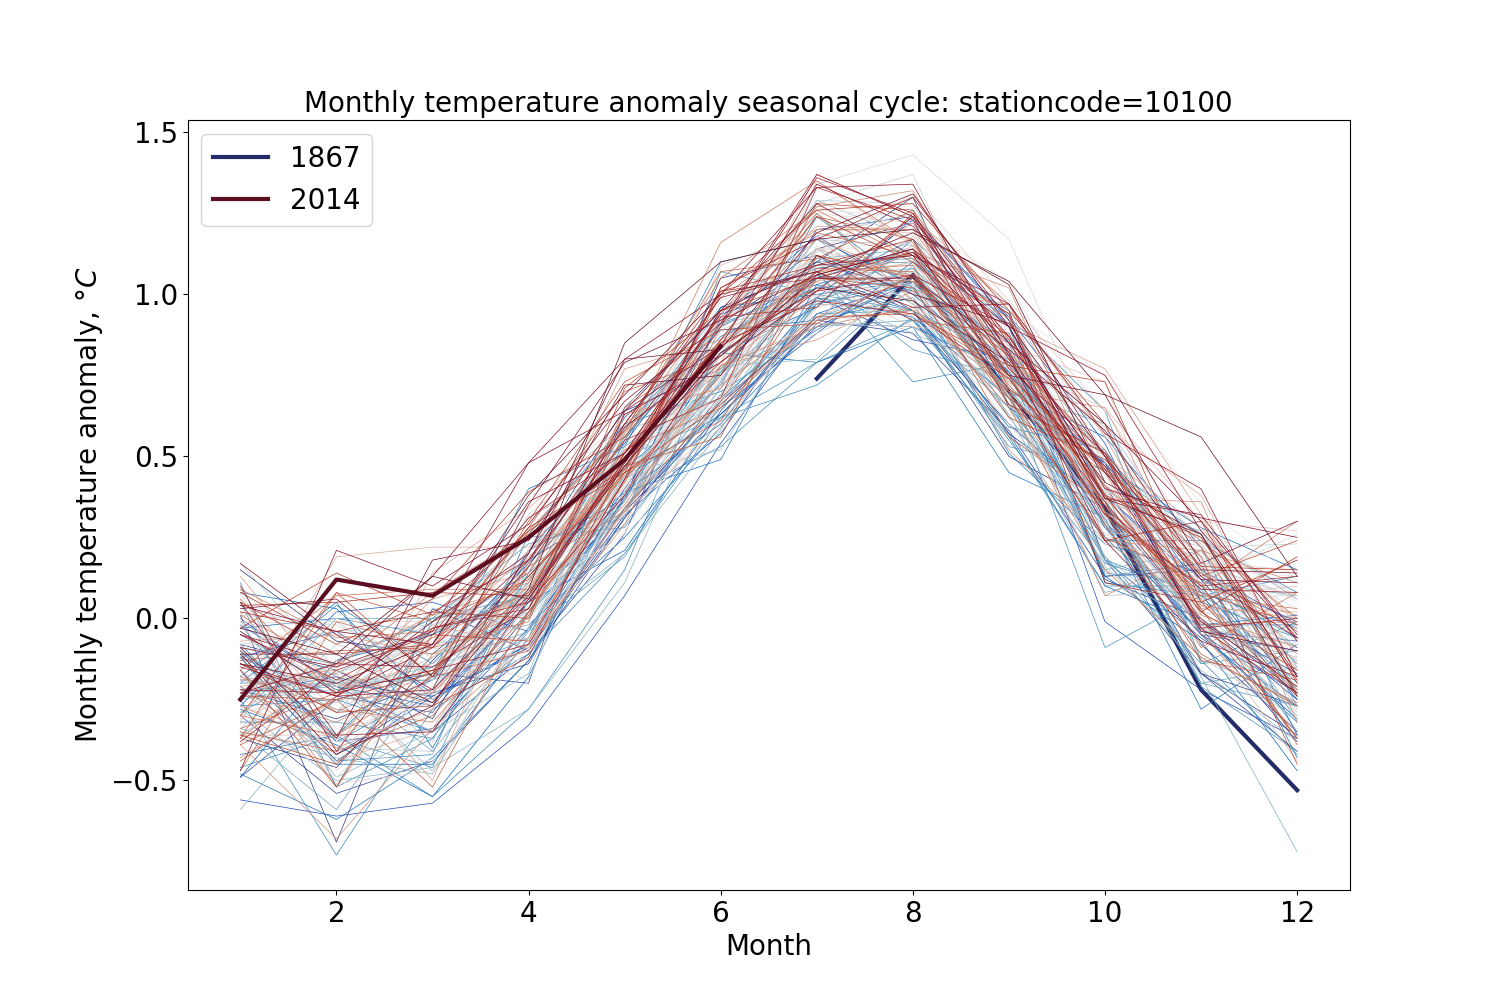 Monthly temperature anomaly seasonal cycle: stationcode=10100
1867
2014
Monthly temperature anomaly, °C
1.5
1.0
0.5
0.0
−0.5
2 4 6 8 10 12
Month